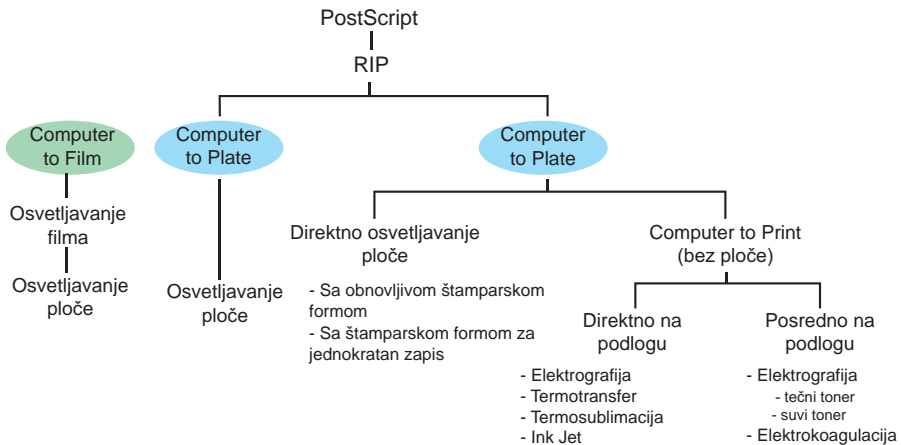 PostScript
RIP
Computer
to Film
Osvetljavanje
filma
Osvetljavanje
ploče
Computer
to Plate
Osvetljavanje
ploče
Computer
to Plate
Direktno osvetljavanje
ploče
- Sa obnovljivom štamparskom
formom
- Sa štamparskom formom za
jednokratan zapis
Computer to Print
(bez ploče)
Direktno na
podlogu
- Elektrografija
- Termotransfer
- Termosublimacija
- Ink Jet
Posredno na
podlogu
- Elektrografija
- tečni toner
- suvi toner
- Elektrokoagulacija